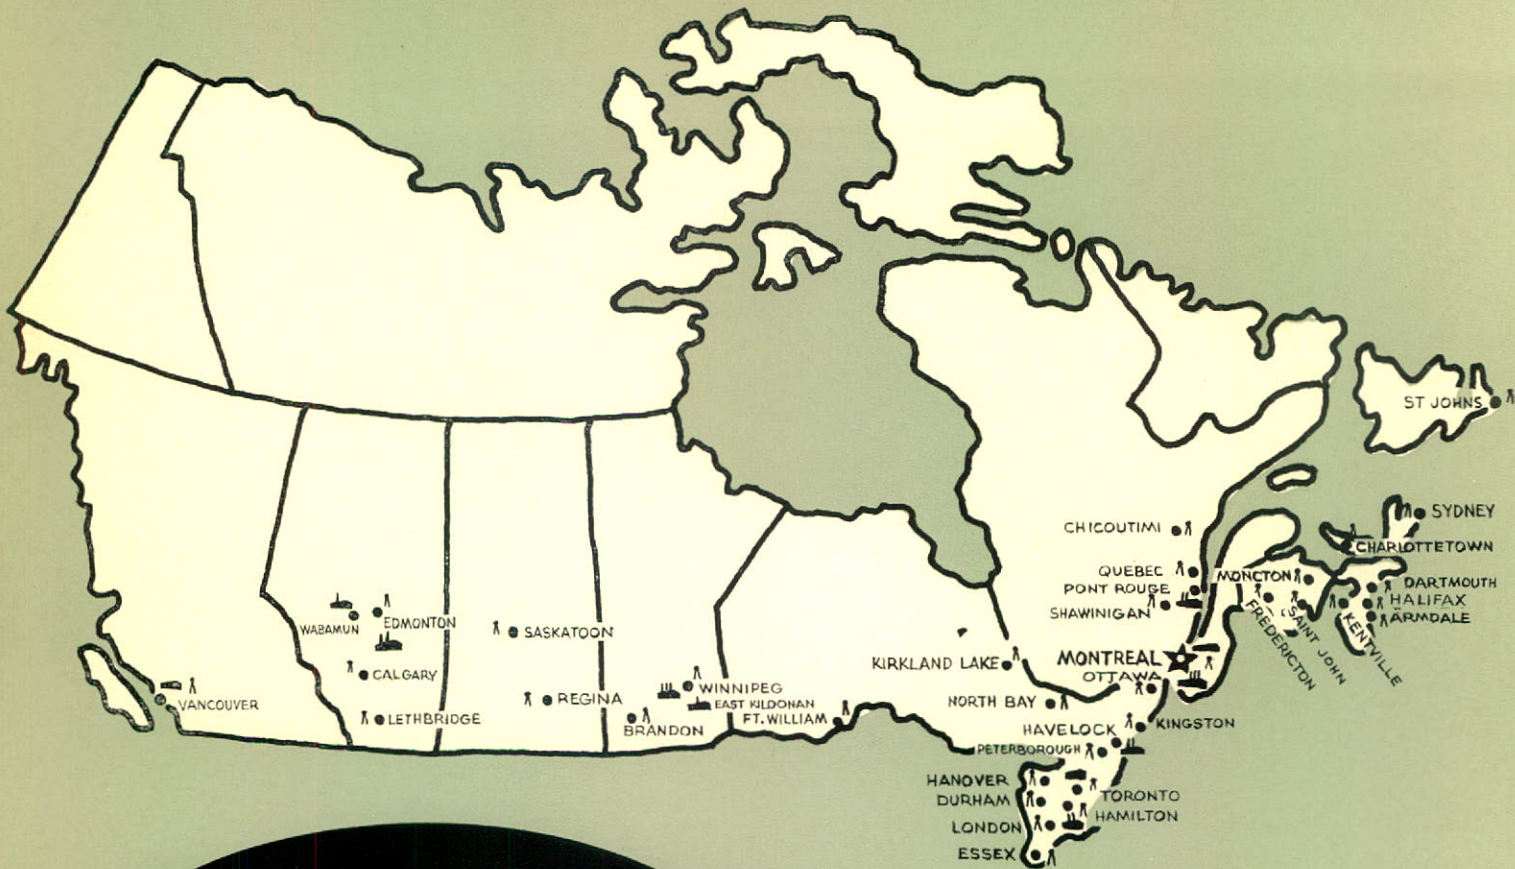 ST JOHNS
SYDNEY
CHICOUTIMI
CHARLOTTETOWN
QUEBEC
MONCTON
PONT ROUGE
DARTMOUTH
SHAWINIGAN
HALIFAX
ARMDALE
FREDERICTON
SAINT JOHN
KENTVILLE
WABAMUN
EDMONTON
SASKATOON
KIRKLAND LAKE
MONTREAL
OTTAWA
CALGARY
VANCOUVER
LETHBRIDGE
REGINA
WINNIPEG
EAST KILDONAN
BRANDON
FT. WILLIAM
NORTH BAY
HAVELOCK
KINGSTON
PETERBOROUGH
HANOVER
DURHAM
TORONTO
HAMILTON
LONDON
ESSEX